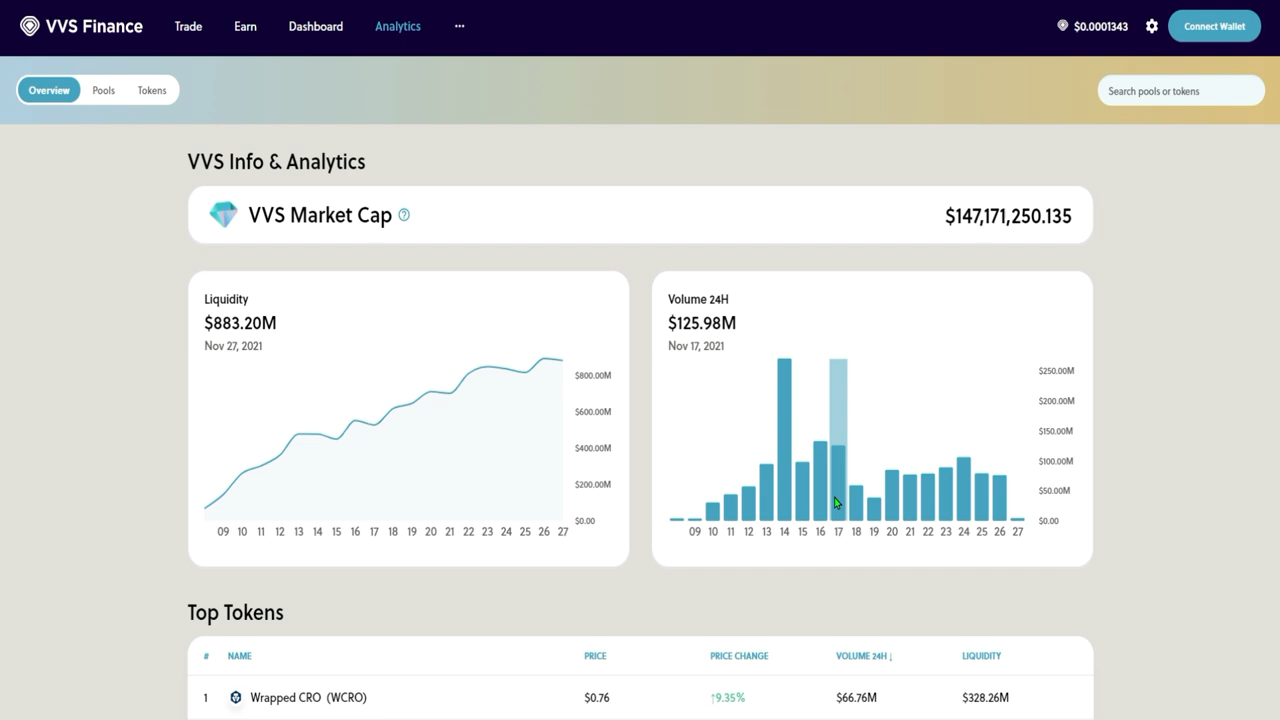 VVS Finance Trade Earn Dashboard Analytics ··· $0.0001343 Connect Wallet
Overview Pools Tokens Search pools or tokens
VVS Info & Analytics
VVS Market Cap ? $147,171,250.135
Liquidity
$883.20M
Nov 27, 2021
$800.00M
$600.00M
$400.00M
$200.00M
$0.00
09 10 11 12 13 14 15 16 17 18 19 20 21 22 23 24 25 26 27
Volume 24H
$125.98M
Nov 17, 2021
$250.00M
$200.00M
$150.00M
$100.00M
$50.00M
$0.00
09 10 11 12 13 14 15 16 17 18 19 20 21 22 23 24 25 26 27
Top Tokens
# NAME PRICE PRICE CHANGE VOLUME 24H ↓ LIQUIDITY
1 Wrapped CRO (WCRO) $0.76 ↑9.35% $66.76M $328.26M